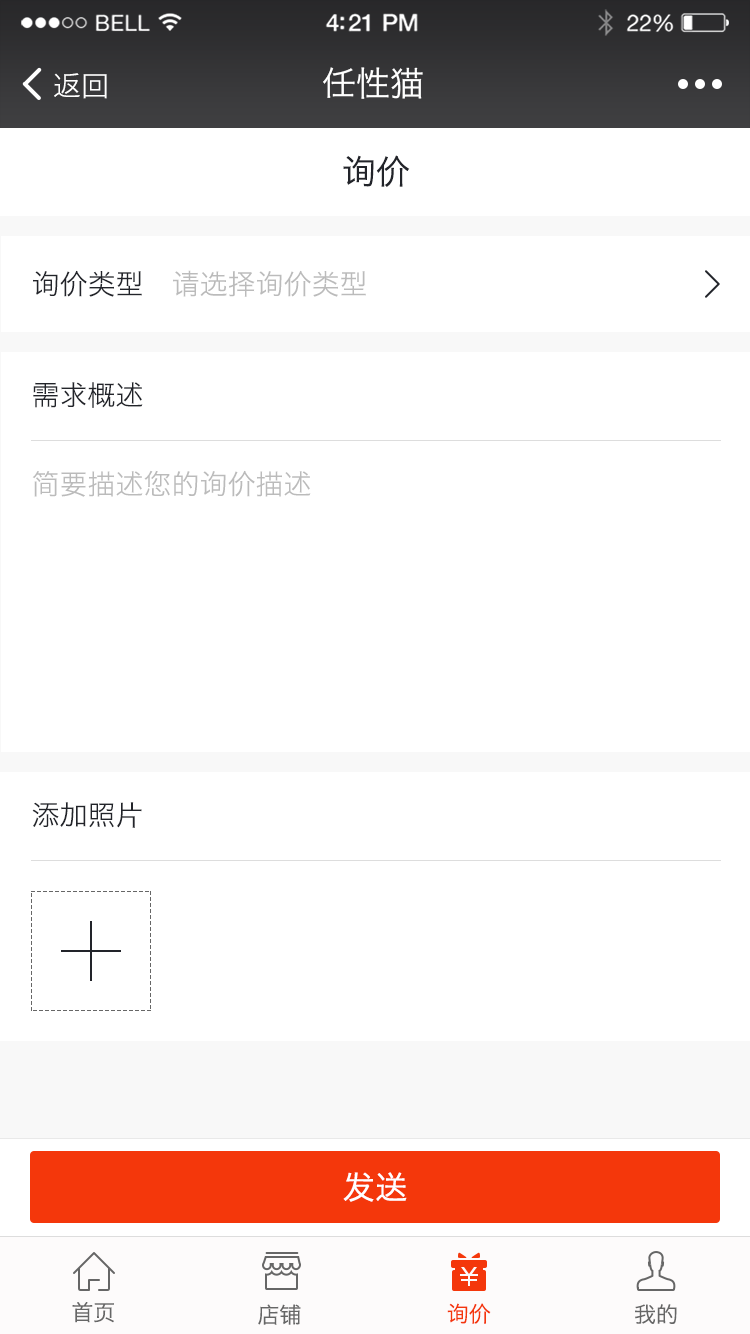 BELL 4:21 PM 22%
返回 任性猫
询价
询价类型 请选择询价类型
需求概述
简要描述您的询价描述
添加照片
发送
首页 店铺 询价 我的